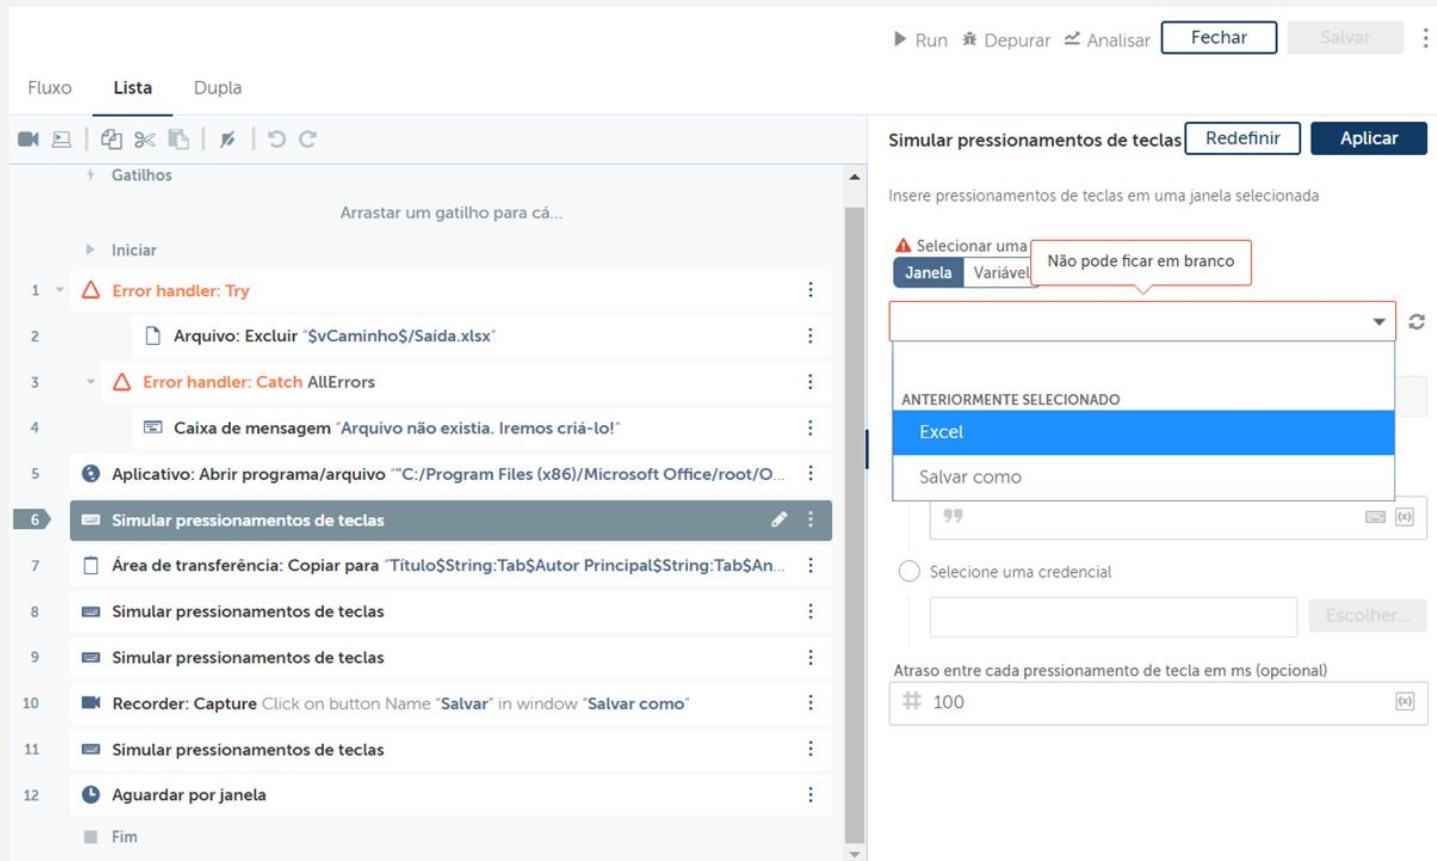 Run Depurar Analisar Fechar Salvar
Fluxo Lista Dupla
Gatilhos
Arrastar um gatilho para cá...
Iniciar
1 Error handler: Try
2 Arquivo: Excluir "$vCaminho$/Saída.xlsx"
3 Error handler: Catch AllErrors
4 Caixa de mensagem "Arquivo não existia. Iremos criá-lo!"
5 Aplicativo: Abrir programa/arquivo ""C:/Program Files (x86)/Microsoft Office/root/O...
6 Simular pressionamentos de teclas
7 Área de transferência: Copiar para "Título$String:Tab$Autor Principal$String:Tab$An...
8 Simular pressionamentos de teclas
9 Simular pressionamentos de teclas
10 Recorder: Capture Click on button Name "Salvar" in window "Salvar como"
11 Simular pressionamentos de teclas
12 Aguardar por janela
Fim
Simular pressionamentos de teclas Redefinir Aplicar
Insere pressionamentos de teclas em uma janela selecionada
Selecionar uma
Não pode ficar em branco
Janela Variável
ANTERIORMENTE SELECIONADO
Excel
Salvar como
(x)
Selecione uma credencial
Escolher...
Atraso entre cada pressionamento de tecla em ms (opcional)
# 100 (x)